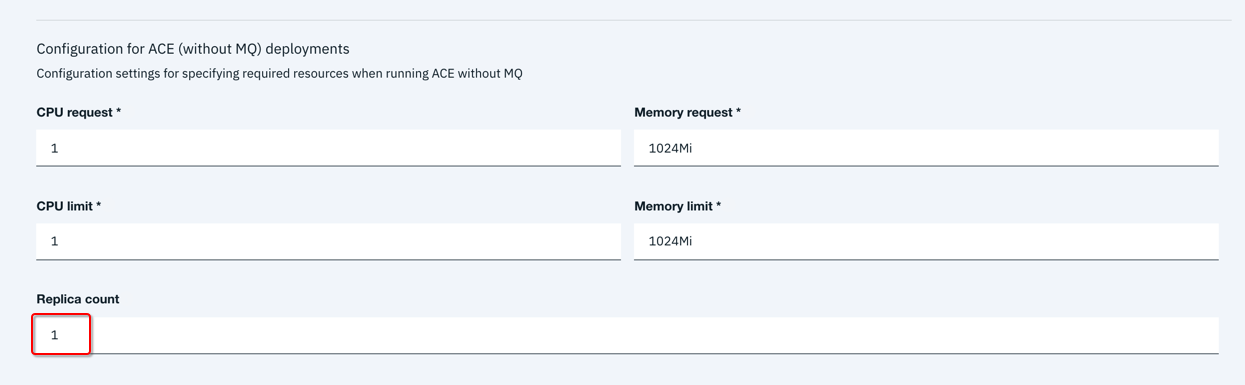 Configuration for ACE (without MQ) deployments
Configuration settings for specifying required resources when running ACE without MQ
CPU request * Memory request *
1 1024Mi
CPU limit * Memory limit *
1 1024Mi
Replica count
1